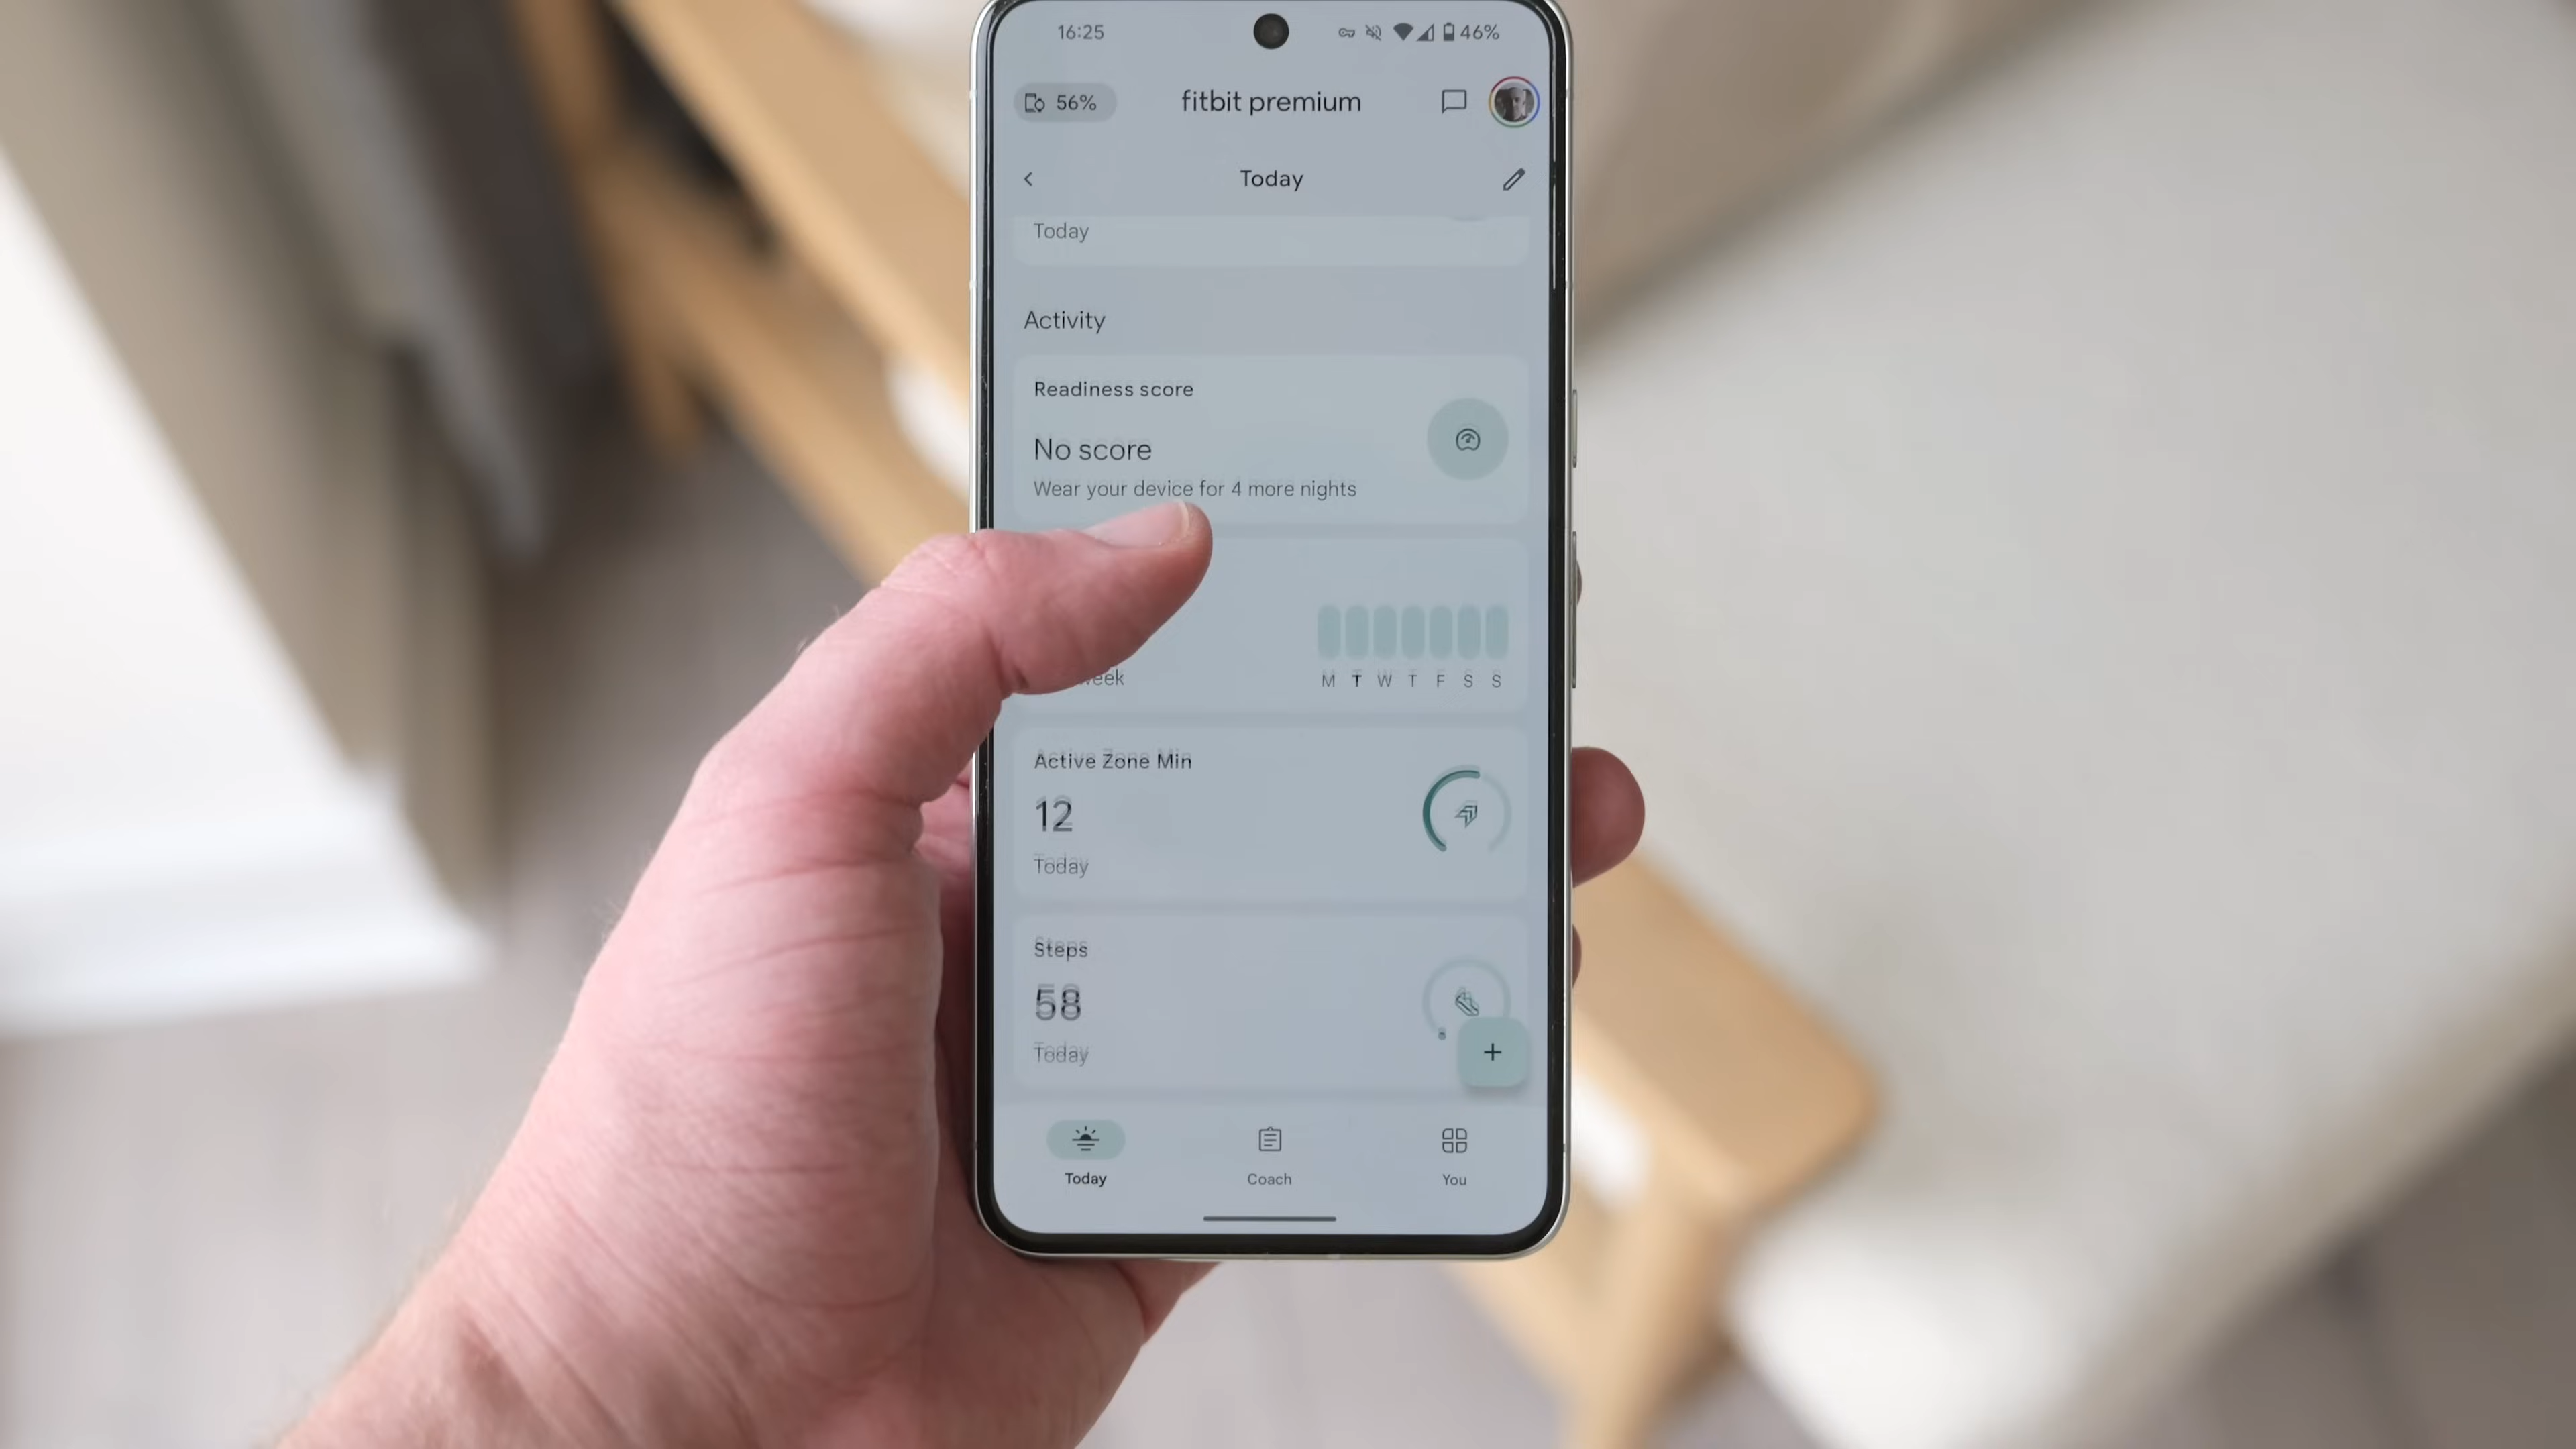 16:25
46%
56%
fitbit premium
Today
Today
Activity
Readiness score
No score
Wear your device for 4 more nights
M T W T F S S
Active Zone Min
12
Today
Steps
58
Today
Today
Coach
You